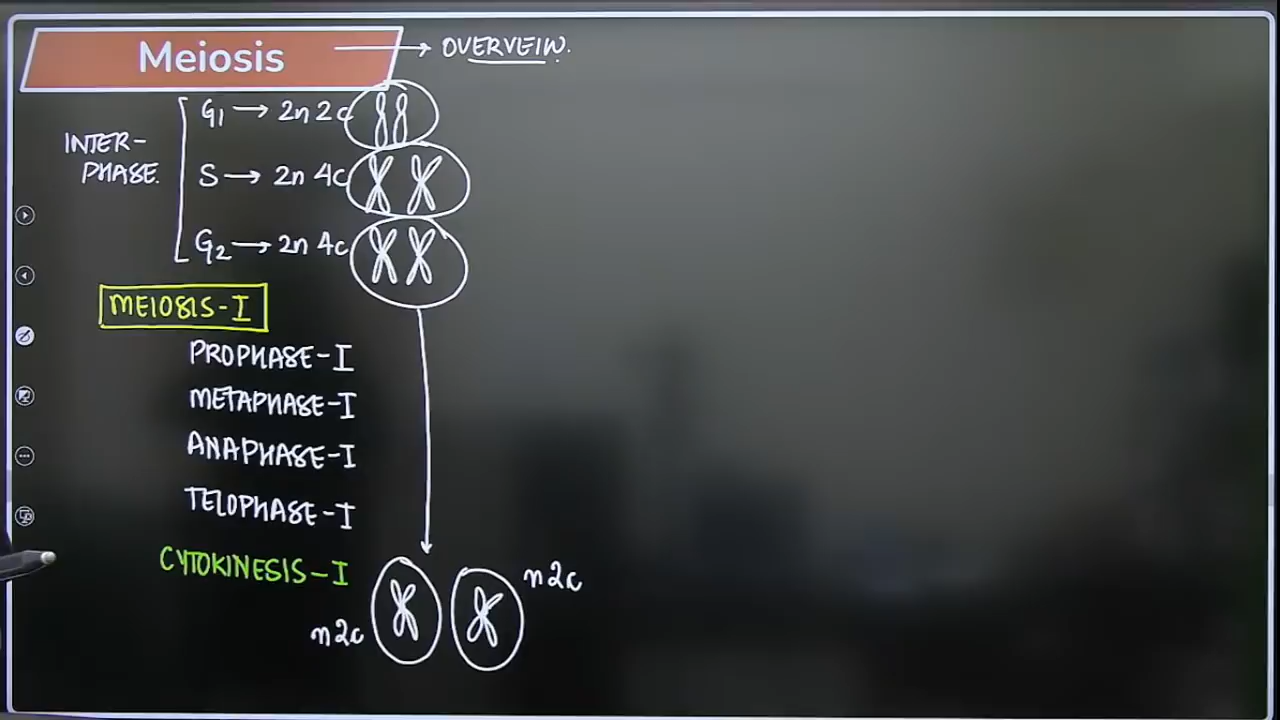 Meiosis → OVERVEIW.
INTER-
PHASE.
G1 → 2n 2c
S → 2n 4c
G2 → 2n 4c
MEIOSIS-I
PROPHASE-I
METAPHASE-I
ANAPHASE-I
TELOPHASE-I
CYTOKINESIS-I
n2c
n2c